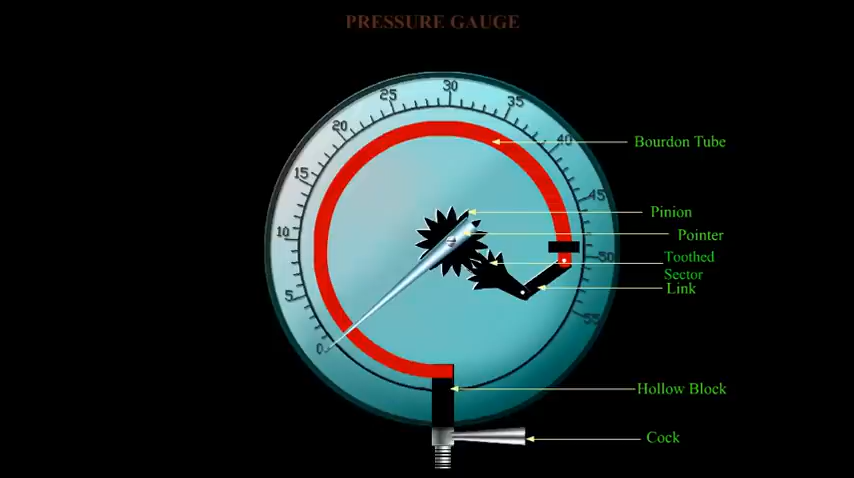 PRESSURE GAUGE
30
25
35
20
40
15
45
10
50
5
55
0
Bourdon Tube
Pinion
Pointer
Toothed
Sector
Link
Hollow Block
Cock